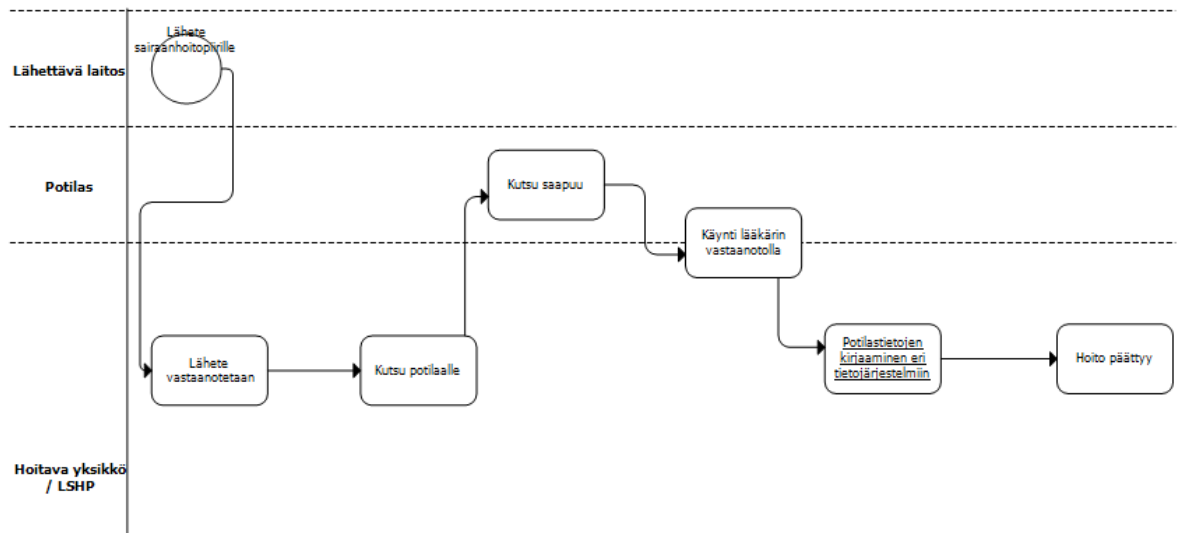 Lähete
sairaanhoitopiirille
Lähettävä laitos
Potilas
Kutsu saapuu
Käynti lääkärin
vastaanotolla
Lähete
vastaanotetaan
Kutsu potilaalle
Potilastietojen
kirjaaminen eri
tietojärjestelmiin
Hoito päättyy
Hoitava yksikkö
/ LSHP